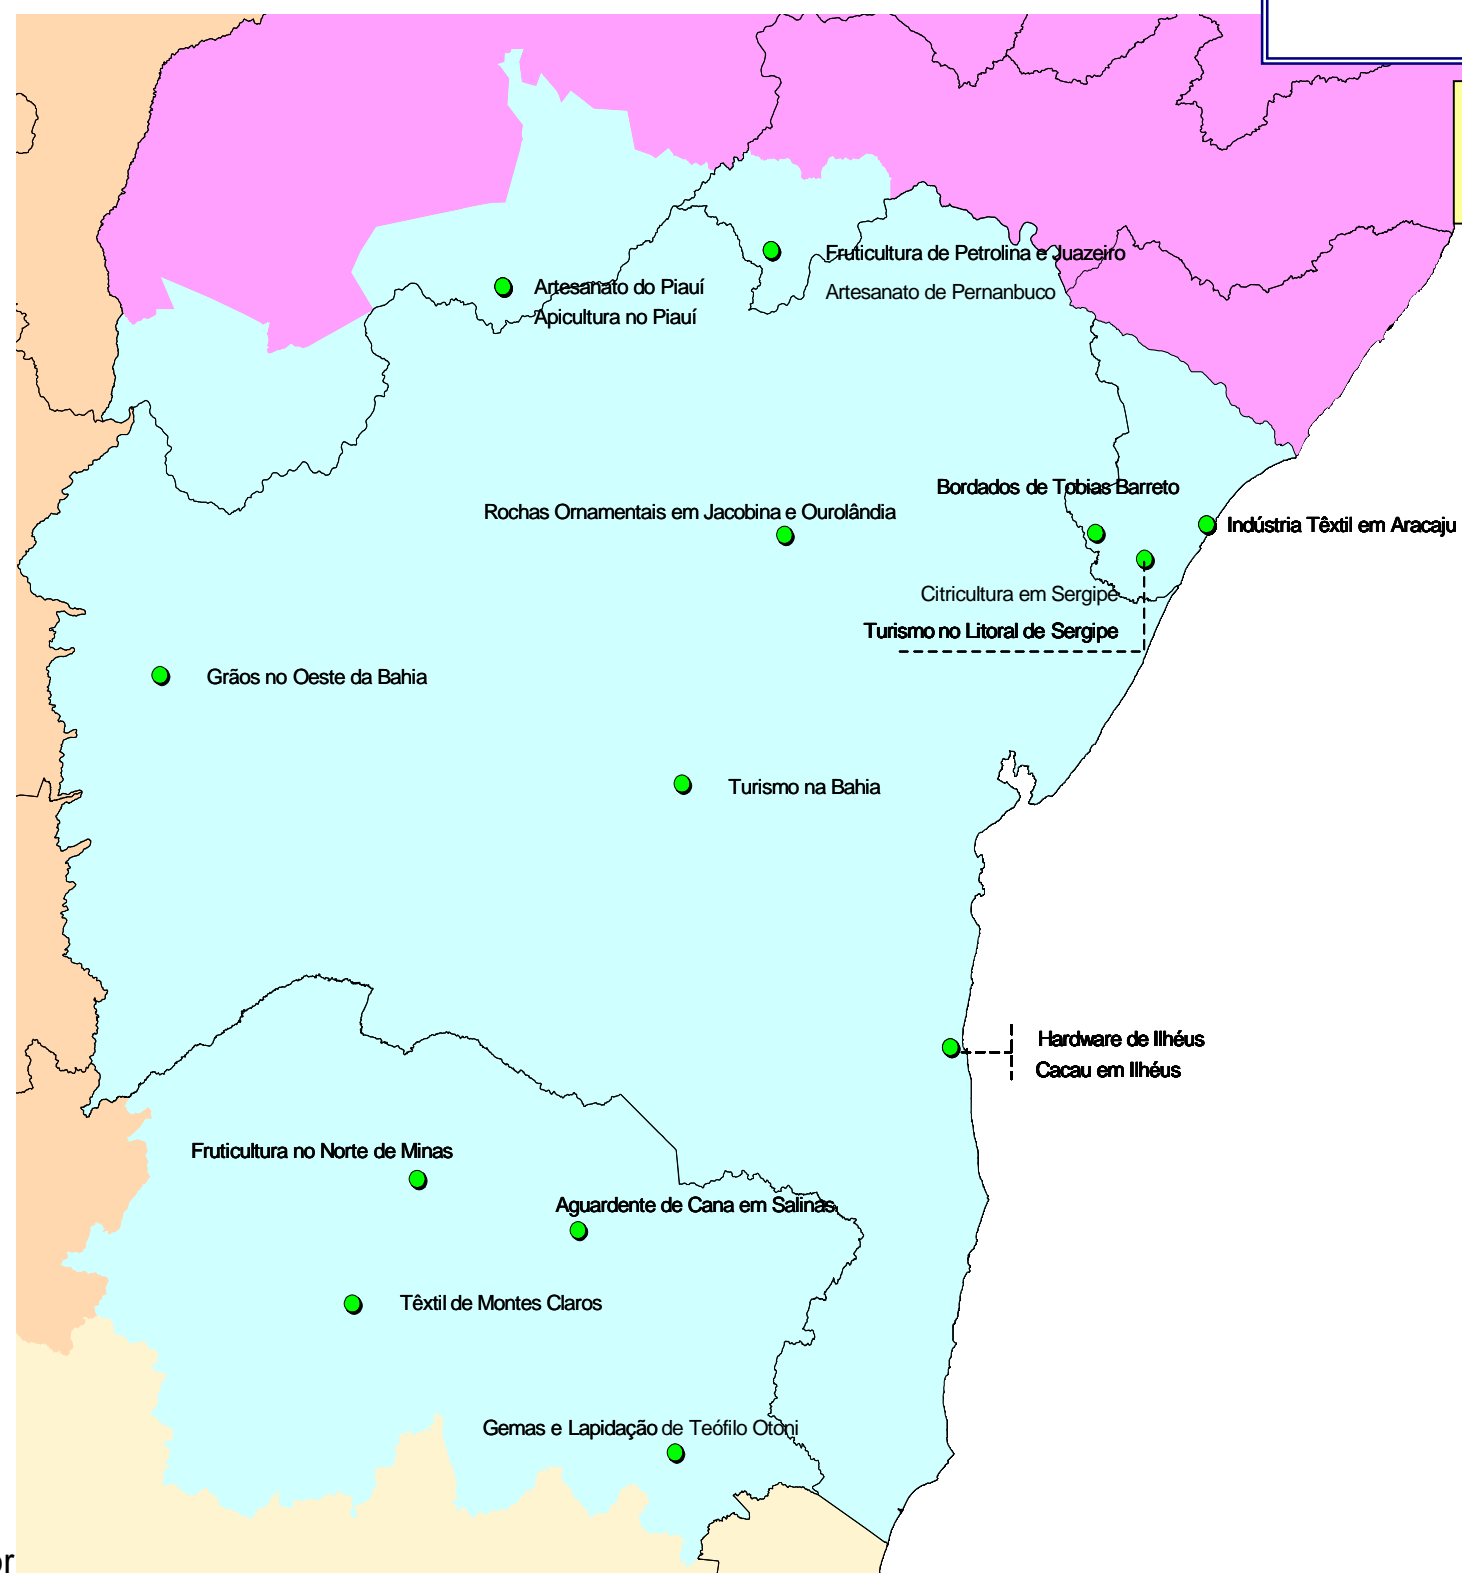 Fruticultura de Petrolina e Juazeiro
Artesanato do Piauí
Artesanato de Pernanbuco
Apicultura no Piauí
Bordados de Tobias Barreto
Rochas Ornamentais em Jacobina e Ourolândia
Indústria Têxtil em Aracaju
Citricultura em Sergipe
Turismo no Litoral de Sergipe
Grãos no Oeste da Bahia
Turismo na Bahia
Hardware de Ilhéus
Cacau em Ilhéus
Fruticultura no Norte de Minas
Aguardente de Cana em Salinas
Têxtil de Montes Claros
Gemas e Lapidação de Teófilo Otoni
or